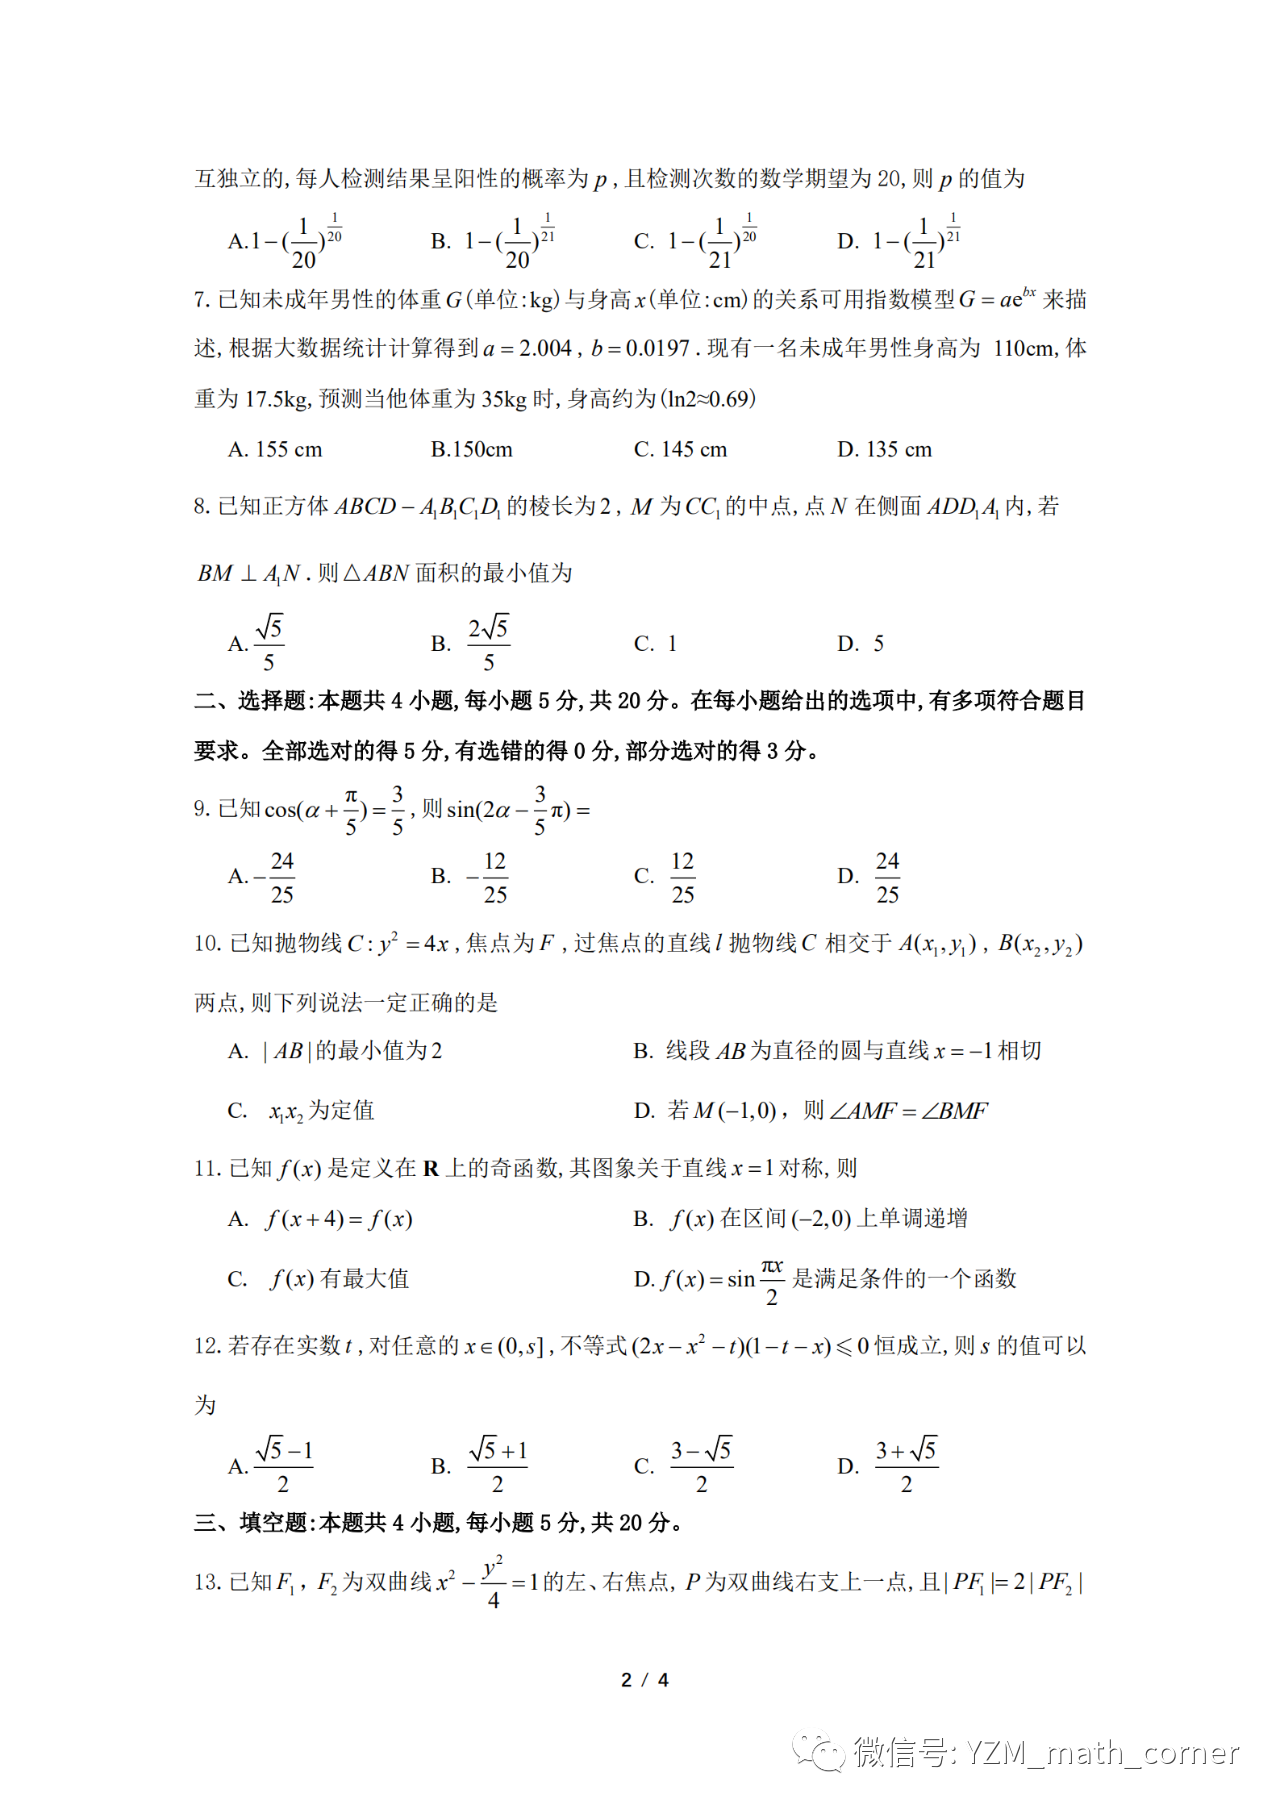 互独立的,每人检测结果呈阳性的概率为 p ,且检测次数的数学期望为 20,则 p 的值为
A.1−(1/20)^(1/20) B. 1−(1/20)^(1/21) C. 1−(1/21)^(1/20) D. 1−(1/21)^(1/21)
7.已知未成年男性的体重 G (单位:kg)与身高 x (单位:cm)的关系可用指数模型 G = ae^(bx) 来描
述,根据大数据统计计算得到 a = 2.004 , b = 0.0197 .现有一名未成年男性身高为 110cm,体
重为 17.5kg,预测当他体重为 35kg 时,身高约为(ln2≈0.69)
A. 155 cm B.150cm C. 145 cm D. 135 cm
8.已知正方体 ABCD − A₁B₁C₁D₁ 的棱长为 2 , M 为 CC₁ 的中点,点 N 在侧面 ADD₁A₁ 内,若
BM ⊥ A₁N .则△ABN 面积的最小值为
A. √5/5 B. 2√5/5 C. 1 D. 5
二、选择题:本题共 4 小题,每小题 5 分,共 20 分。在每小题给出的选项中,有多项符合题目
要求。全部选对的得 5 分,有选错的得 0 分,部分选对的得 3 分。
9.已知 cos(α + π/5) = 3/5 ,则 sin(2α − 3/5 π) =
A. −24/25 B. −12/25 C. 12/25 D. 24/25
10.已知抛物线 C : y² = 4x ,焦点为 F ,过焦点的直线 l 抛物线 C 相交于 A(x₁, y₁) , B(x₂, y₂)
两点,则下列说法一定正确的是
A. | AB | 的最小值为 2 B. 线段 AB 为直径的圆与直线 x = −1 相切
C. x₁x₂ 为定值 D. 若 M (−1,0) ，则 ∠AMF = ∠BMF
11.已知 f (x) 是定义在 R 上的奇函数,其图象关于直线 x = 1 对称,则
A. f (x + 4) = f (x) B. f (x) 在区间 (−2,0) 上单调递增
C. f (x) 有最大值 D. f (x) = sin πx/2 是满足条件的一个函数
12.若存在实数 t ,对任意的 x ∈ (0, s] ,不等式 (2x − x² − t)(1 − t − x) ⩽ 0 恒成立,则 s 的值可以
为
A. (√5 −1)/2 B. (√5 +1)/2 C. (3 − √5)/2 D. (3 + √5)/2
三、填空题:本题共 4 小题,每小题 5 分,共 20 分。
13.已知 F₁ ，F₂ 为双曲线 x² − y²/4 = 1 的左、右焦点, P 为双曲线右支上一点,且 | PF₁ |= 2 | PF₂ |
2 / 4
微信号: YZM_math_corner